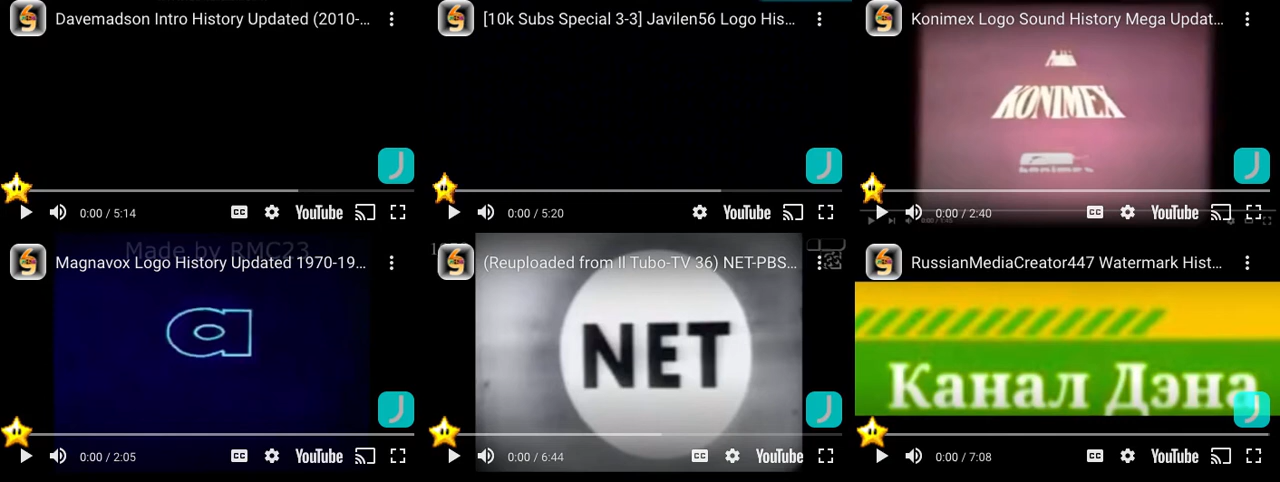 Davemadson Intro History Updated (2010-...
0:00 / 5:14
YouTube
[10k Subs Special 3-3] Javilen56 Logo His...
0:00 / 5:20
YouTube
Konimex Logo Sound History Mega Updat...
KONIMEX
0:00 / 2:40
YouTube
Made by RMC23
Magnavox Logo History Updated 1970-19...
a
0:00 / 2:05
YouTube
(Reuploaded from Il Tubo-TV 36) NET-PBS...
NET
0:00 / 6:44
YouTube
RussianMediaCreator447 Watermark Hist...
Канал Дэна
0:00 / 7:08
YouTube